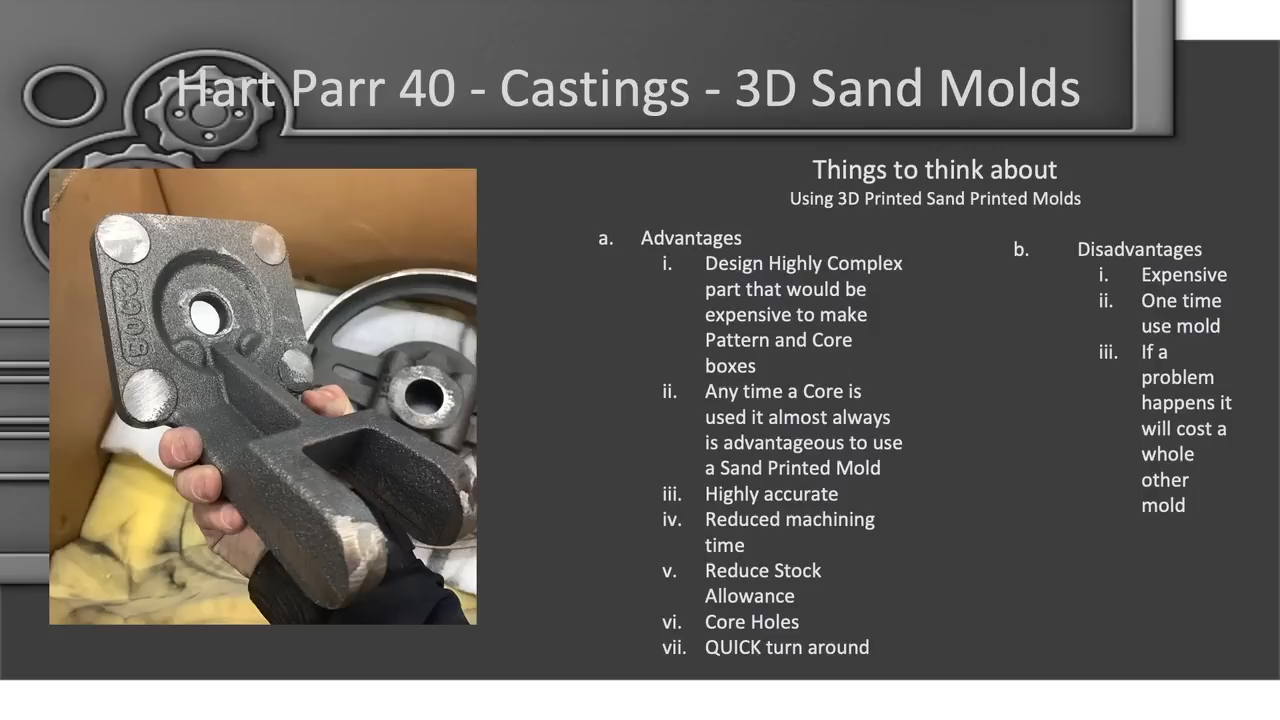 Hart Parr 40 - Castings - 3D Sand Molds
Things to think about
Using 3D Printed Sand Printed Molds
a. Advantages
i. Design Highly Complex
part that would be
expensive to make
Pattern and Core
boxes
ii. Any time a Core is
used it almost always
is advantageous to use
a Sand Printed Mold
iii. Highly accurate
iv. Reduced machining
time
v. Reduce Stock
Allowance
vi. Core Holes
vii. QUICK turn around
b. Disadvantages
i. Expensive
ii. One time
use mold
iii. If a
problem
happens it
will cost a
whole
other
mold